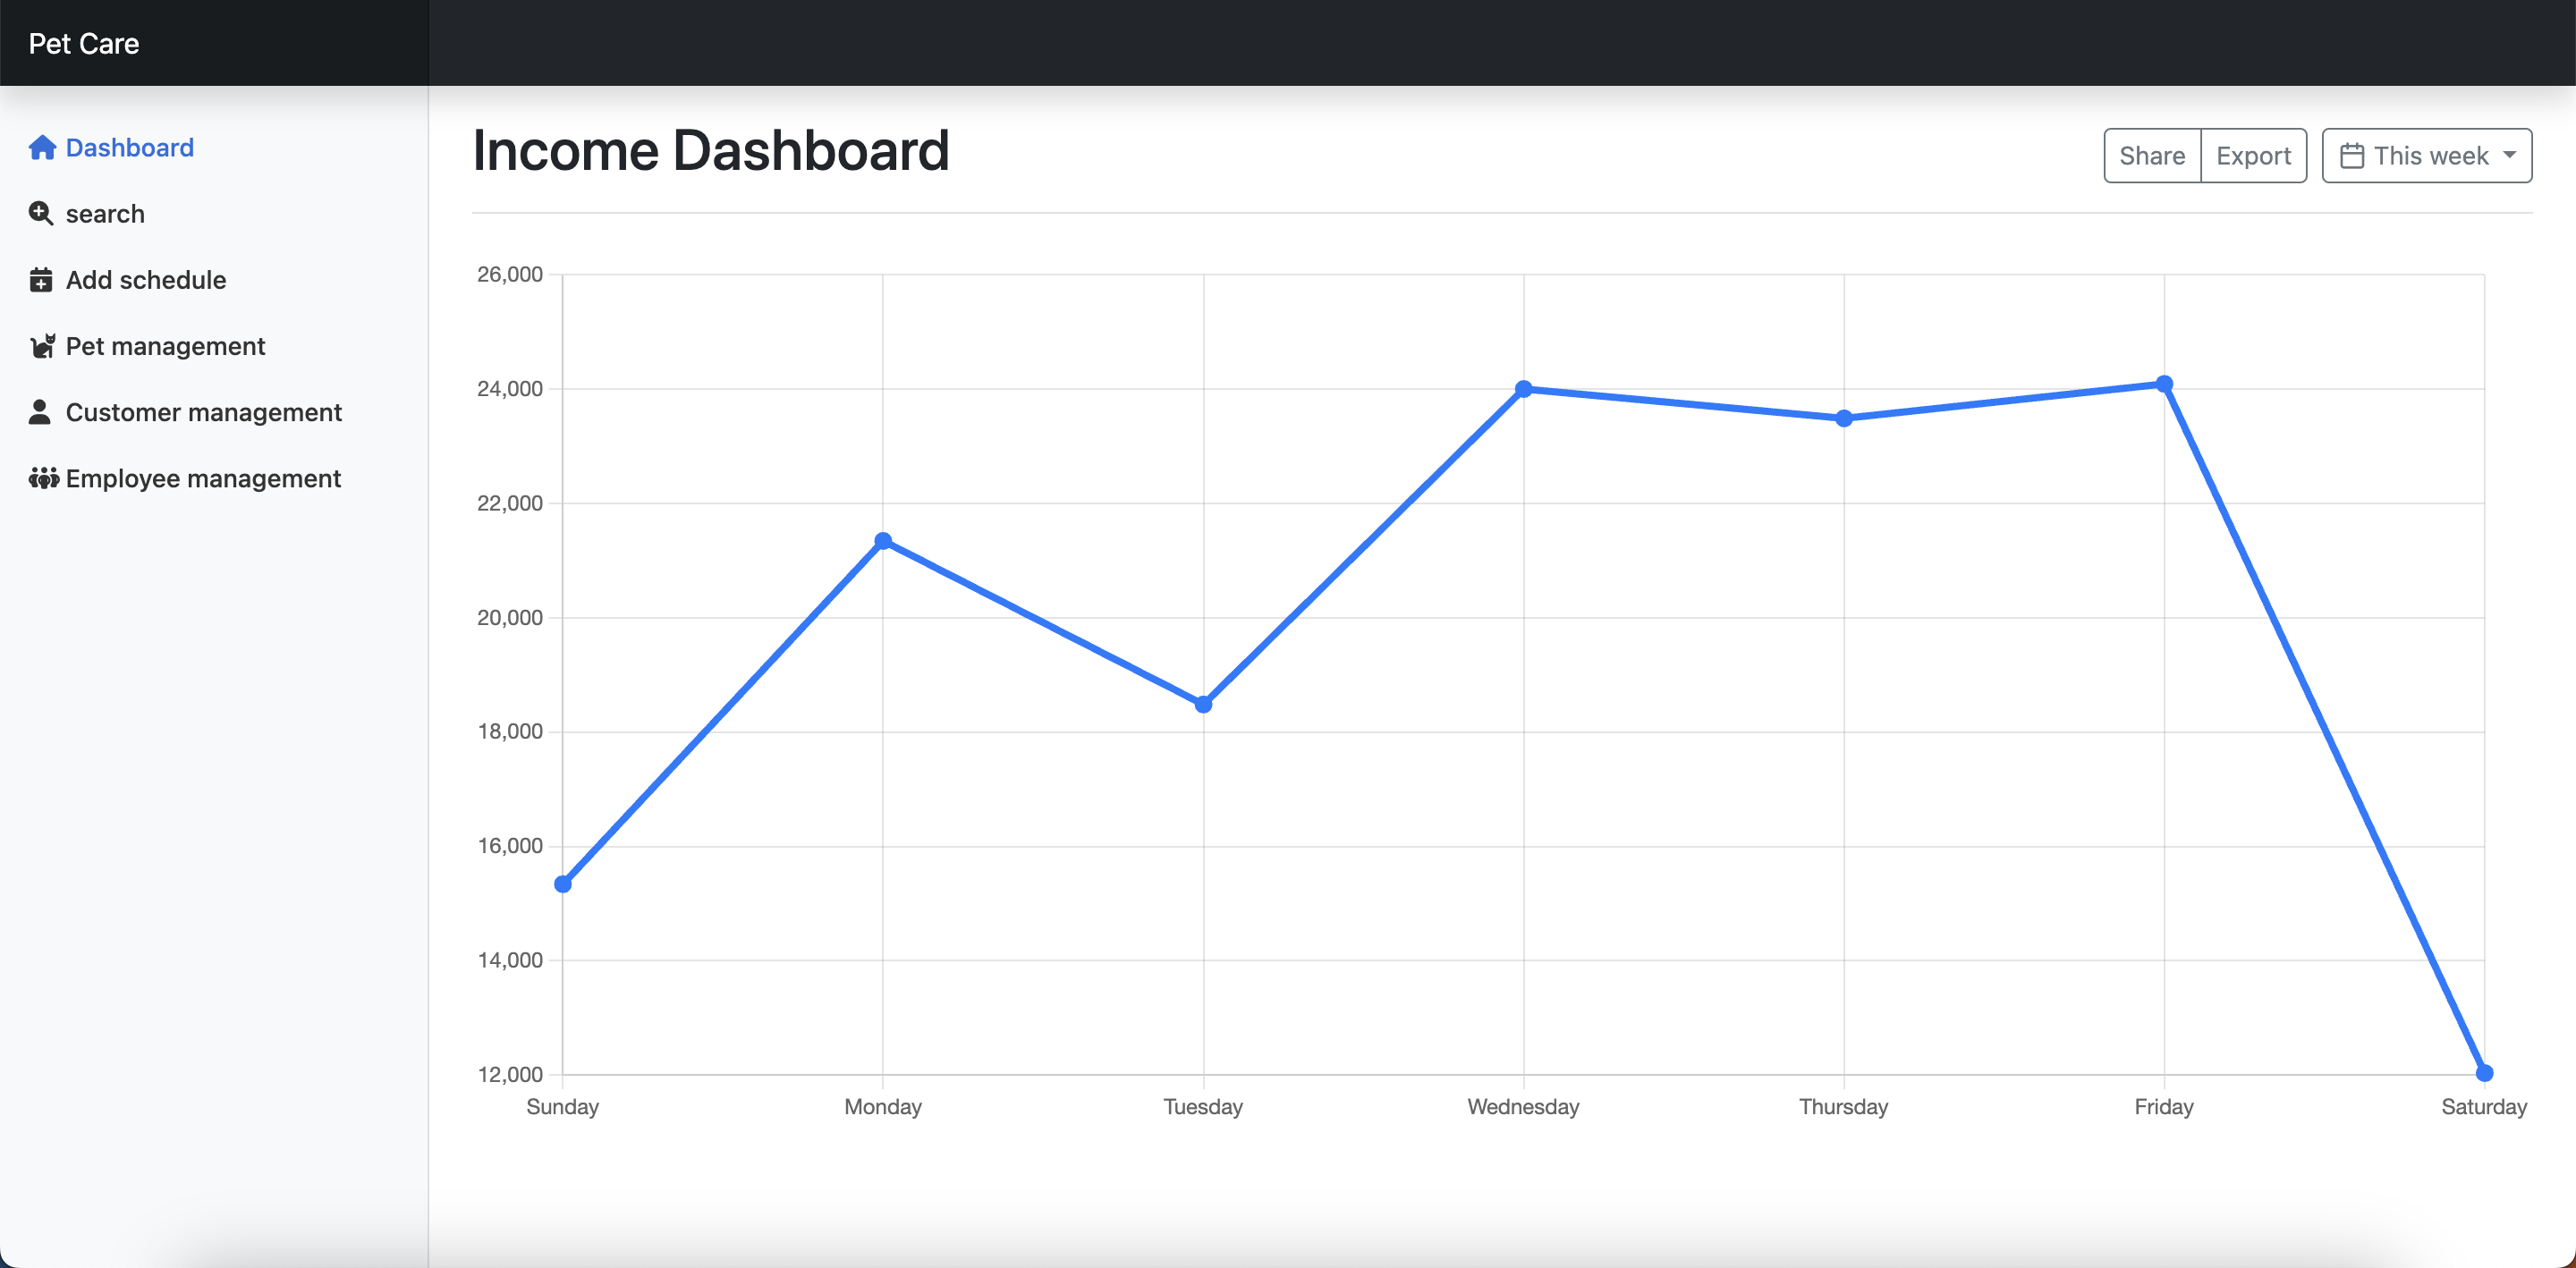 Pet Care
Dashboard
search
Add schedule
Pet management
Customer management
Employee management
Income Dashboard
Share Export This week
26,000
24,000
22,000
20,000
18,000
16,000
14,000
12,000
Sunday Monday Tuesday Wednesday Thursday Friday Saturday